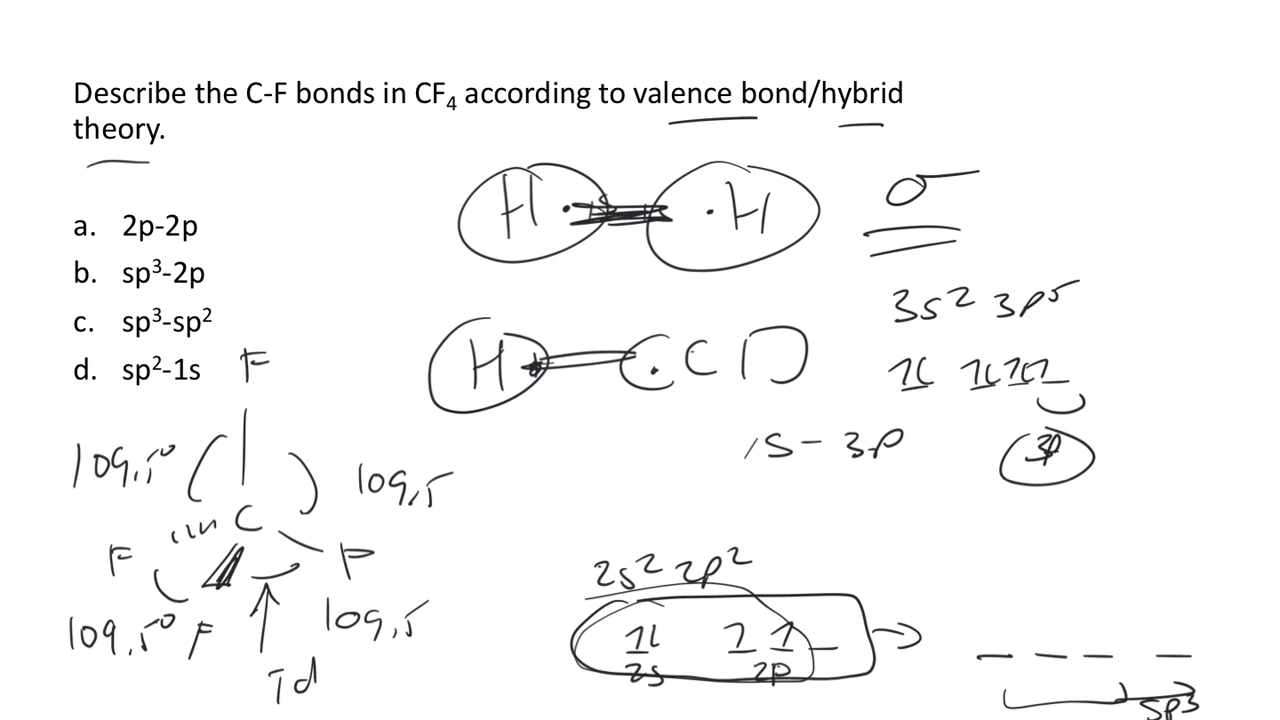 Describe the C-F bonds in CF₄ according to valence bond/hybrid
theory.
a. 2p-2p
b. sp³-2p
c. sp³-sp²
d. sp²-1s
H · · H
σ
3s² 3p⁵
H · · Cl
1s - 3p
3p
F
109,5°
109,5
C
F
F
109,5°
F
109,5
Td
2s² 2p²
2s 2p
sp³